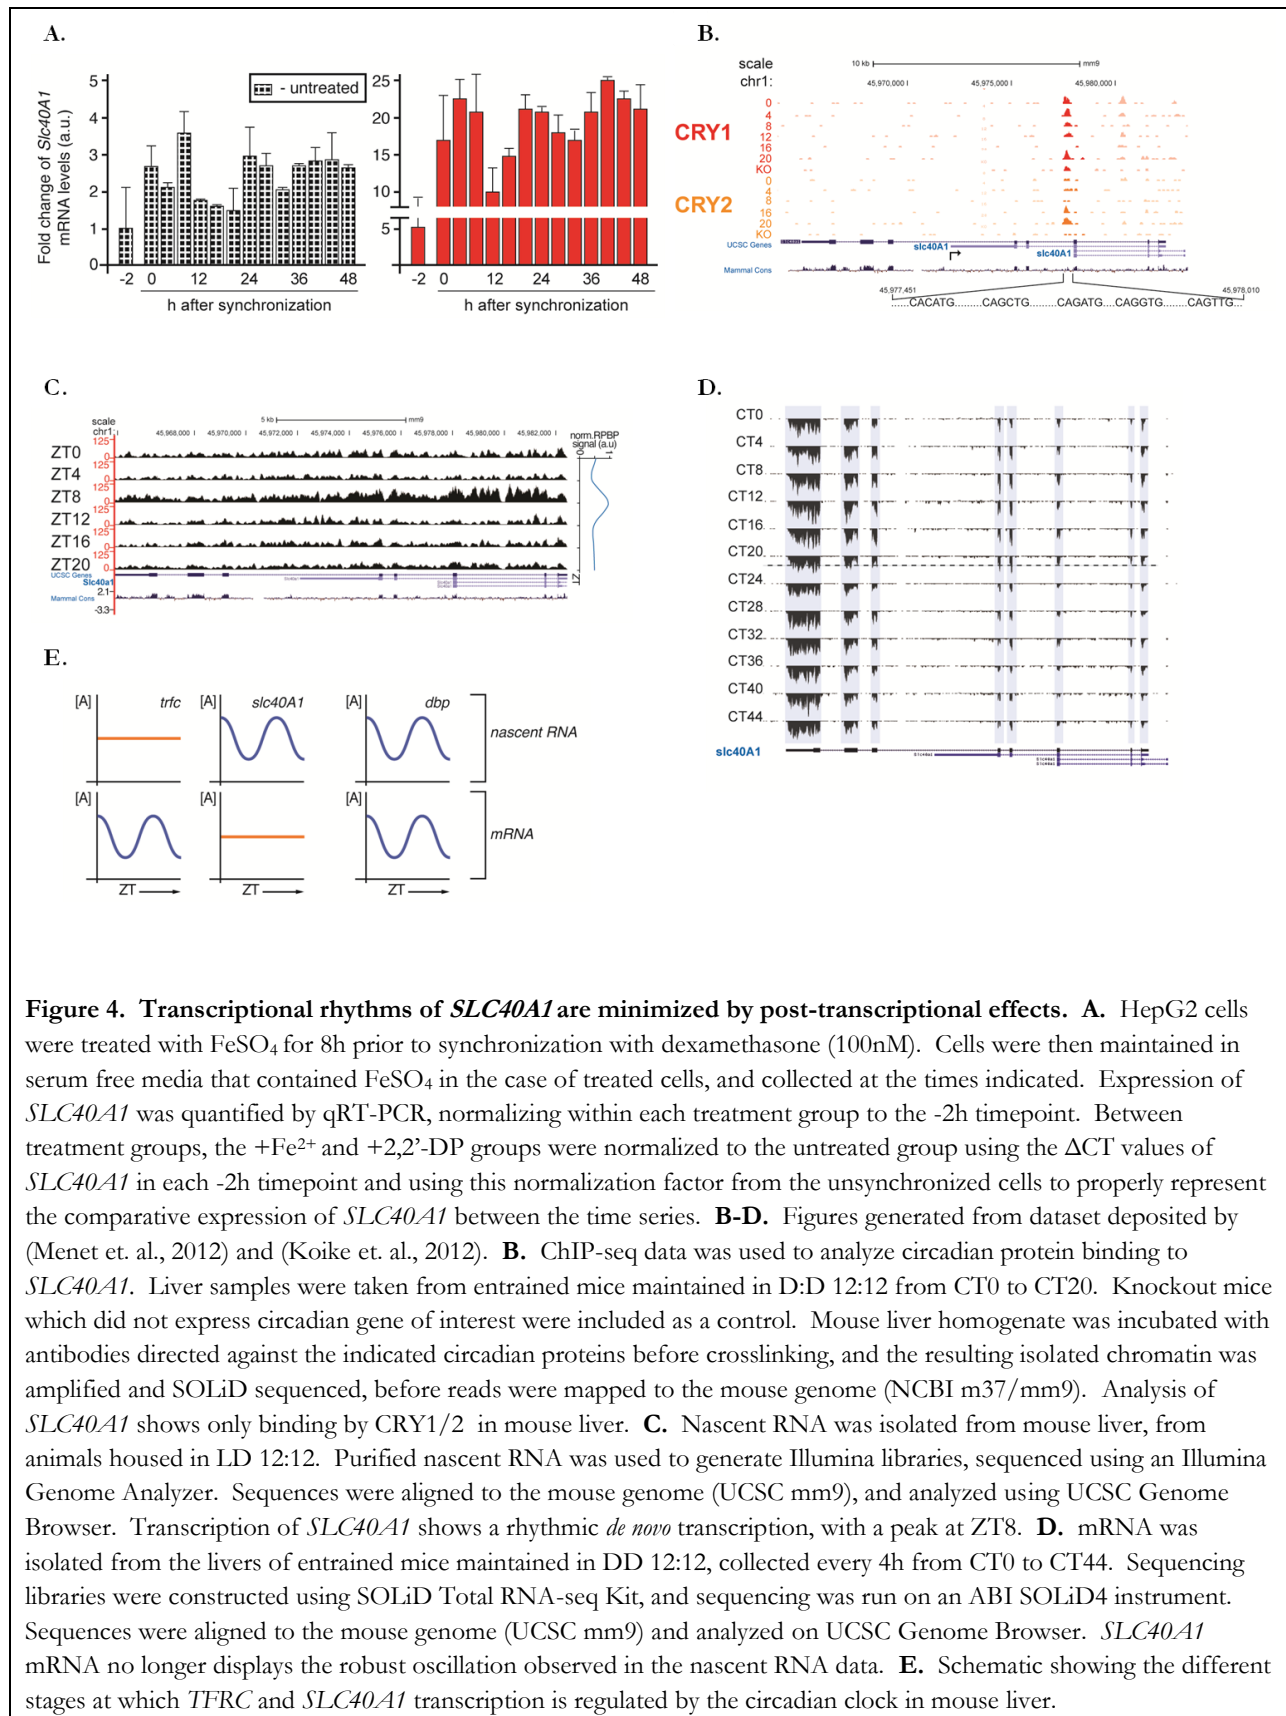 A.
Fold change of Slc40A1
mRNA levels (a.u.)
5
4
3
2
1
0
- untreated
-2 0 12 24 36 48
h after synchronization
25
20
15
10
5
0
-2 0 12 24 36 48
h after synchronization
B.
scale
10 kb
mm9
chr1:
45,970,000 l
45,975,000 l
45,980,000 l
CRY1
0
4
8
12
16
20
KO
CRY2
0
4
8
16
20
KO
UCSC Genes
slc40A1
slc40A1
Mammal Cons
45,977,451
45,978,010
......CACATG.......CAGCTG.......CAGATG....CAGGTG......CAGTTG...
C.
scale
5 kb
mm9
chr1:
45,968,000 l 45,970,000 l 45,972,000 l 45,974,000 l 45,976,000 l 45,978,000 l 45,980,000 l 45,982,000 l
norm.RPBP
signal (a.u)
0 1
ZT0
125
0
ZT4
125
0
ZT8
125
0
ZT12
125
0
ZT16
125
0
ZT20
125
0
ZT
UCSC Genes
Slc40a1
2.1
Mammal Cons
-3.3
D.
CT0
CT4
CT8
CT12
CT16
CT20
CT24
CT28
CT32
CT36
CT40
CT44
slc40A1
E.
[A] trfc
[A] slc40A1
[A] dbp
nascent RNA
[A]
[A]
[A]
mRNA
ZT
ZT
ZT
Figure 4. Transcriptional rhythms of SLC40A1 are minimized by post-transcriptional effects. A. HepG2 cells
were treated with FeSO4 for 8h prior to synchronization with dexamethasone (100nM). Cells were then maintained in
serum free media that contained FeSO4 in the case of treated cells, and collected at the times indicated. Expression of
SLC40A1 was quantified by qRT-PCR, normalizing within each treatment group to the -2h timepoint. Between
treatment groups, the +Fe2+ and +2,2'-DP groups were normalized to the untreated group using the ΔCT values of
SLC40A1 in each -2h timepoint and using this normalization factor from the unsynchronized cells to properly represent
the comparative expression of SLC40A1 between the time series. B-D. Figures generated from dataset deposited by
(Menet et. al., 2012) and (Koike et. al., 2012). B. ChIP-seq data was used to analyze circadian protein binding to
SLC40A1. Liver samples were taken from entrained mice maintained in D:D 12:12 from CT0 to CT20. Knockout mice
which did not express circadian gene of interest were included as a control. Mouse liver homogenate was incubated with
antibodies directed against the indicated circadian proteins before crosslinking, and the resulting isolated chromatin was
amplified and SOLiD sequenced, before reads were mapped to the mouse genome (NCBI m37/mm9). Analysis of
SLC40A1 shows only binding by CRY1/2 in mouse liver. C. Nascent RNA was isolated from mouse liver, from
animals housed in LD 12:12. Purified nascent RNA was used to generate Illumina libraries, sequenced using an Illumina
Genome Analyzer. Sequences were aligned to the mouse genome (UCSC mm9), and analyzed using UCSC Genome
Browser. Transcription of SLC40A1 shows a rhythmic de novo transcription, with a peak at ZT8. D. mRNA was
isolated from the livers of entrained mice maintained in DD 12:12, collected every 4h from CT0 to CT44. Sequencing
libraries were constructed using SOLiD Total RNA-seq Kit, and sequencing was run on an ABI SOLiD4 instrument.
Sequences were aligned to the mouse genome (UCSC mm9) and analyzed on UCSC Genome Browser. SLC40A1
mRNA no longer displays the robust oscillation observed in the nascent RNA data. E. Schematic showing the different
stages at which TFRC and SLC40A1 transcription is regulated by the circadian clock in mouse liver.